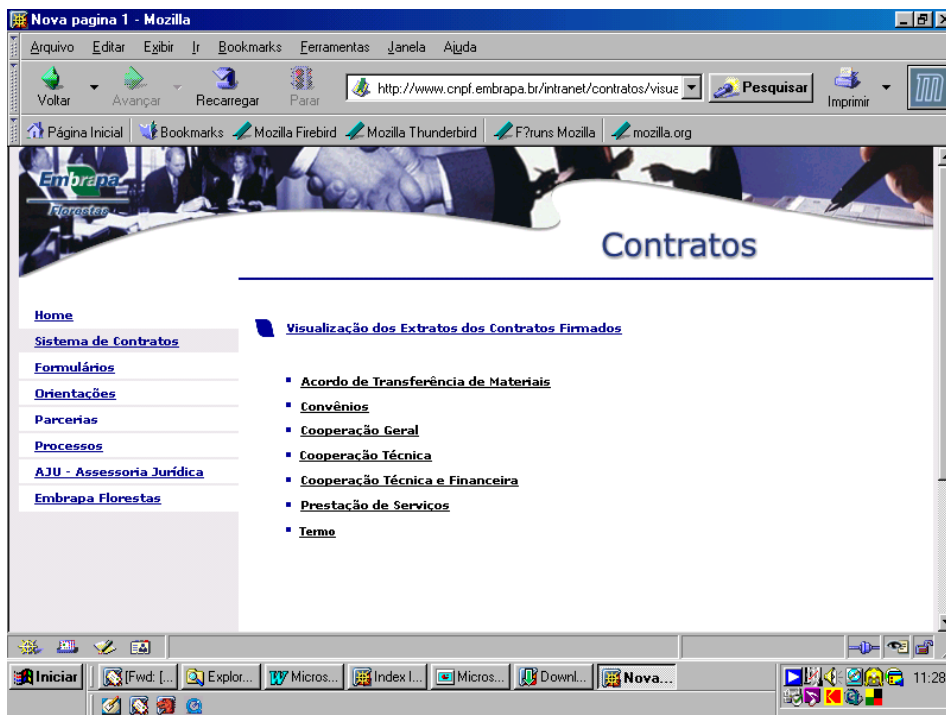 Nova pagina 1 - Mozilla
Arquivo Editar Exibir Ir Bookmarks Ferramentas Janela Ajuda
Voltar Avançar Recarregar Parar http://www.cnpf.embrapa.br/intranet/contratos/visua Pesquisar Imprimir
Página Inicial Bookmarks Mozilla Firebird Mozilla Thunderbird F?runs Mozilla mozilla.org
Embrapa
Florestas
Contratos
Home
Sistema de Contratos
Formulários
Orientações
Parcerias
Processos
AJU - Assessoria Jurídica
Embrapa Florestas
Visualização dos Extratos dos Contratos Firmados
Acordo de Transferência de Materiais
Convênios
Cooperação Geral
Cooperação Técnica
Cooperação Técnica e Financeira
Prestação de Serviços
Termo
Iniciar [Fwd: [... Explor... Micros... Index I... Micros... Downl... Nova... 11:28